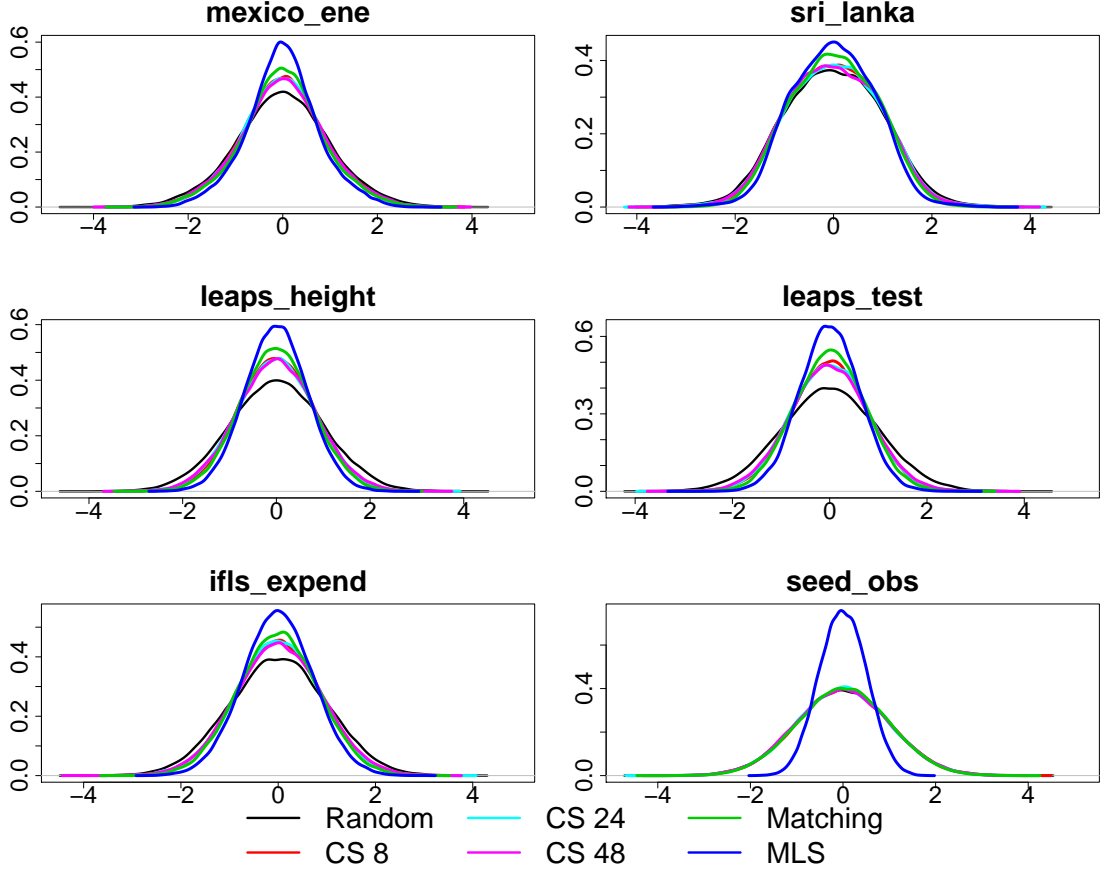 mexico_ene
sri_lanka
0.0 0.2 0.4 0.6
−4 −2 0 2 4
0.0 0.2 0.4
−4 −2 0 2 4
leaps_height
leaps_test
0.0 0.2 0.4 0.6
−4 −2 0 2 4
0.0 0.3 0.6
−4 −2 0 2 4
ifls_expend
seed_obs
0.0 0.2 0.4
−4 −2 0 2 4
0.0 0.4
−4 −2 0 2 4
Random CS 24 Matching
CS 8 CS 48 MLS